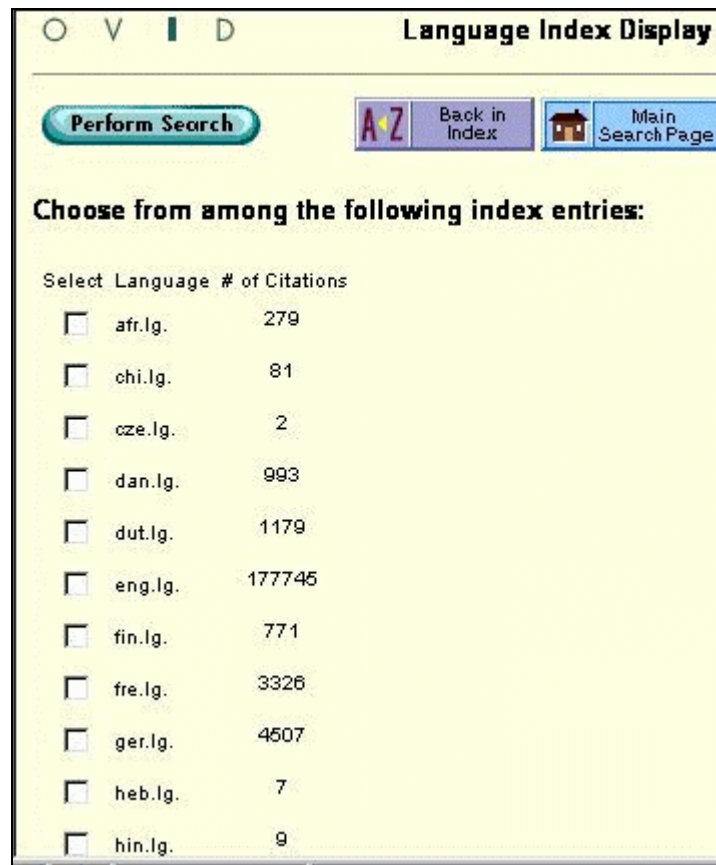 O V I D Language Index Display
Perform Search A Z Back in Index Main Search Page
Choose from among the following index entries:
Select Language # of Citations
afr.lg. 279
chi.lg. 81
cze.lg. 2
dan.lg. 993
dut.lg. 1179
eng.lg. 177745
fin.lg. 771
fre.lg. 3326
ger.lg. 4507
heb.lg. 7
hin.lg. 9